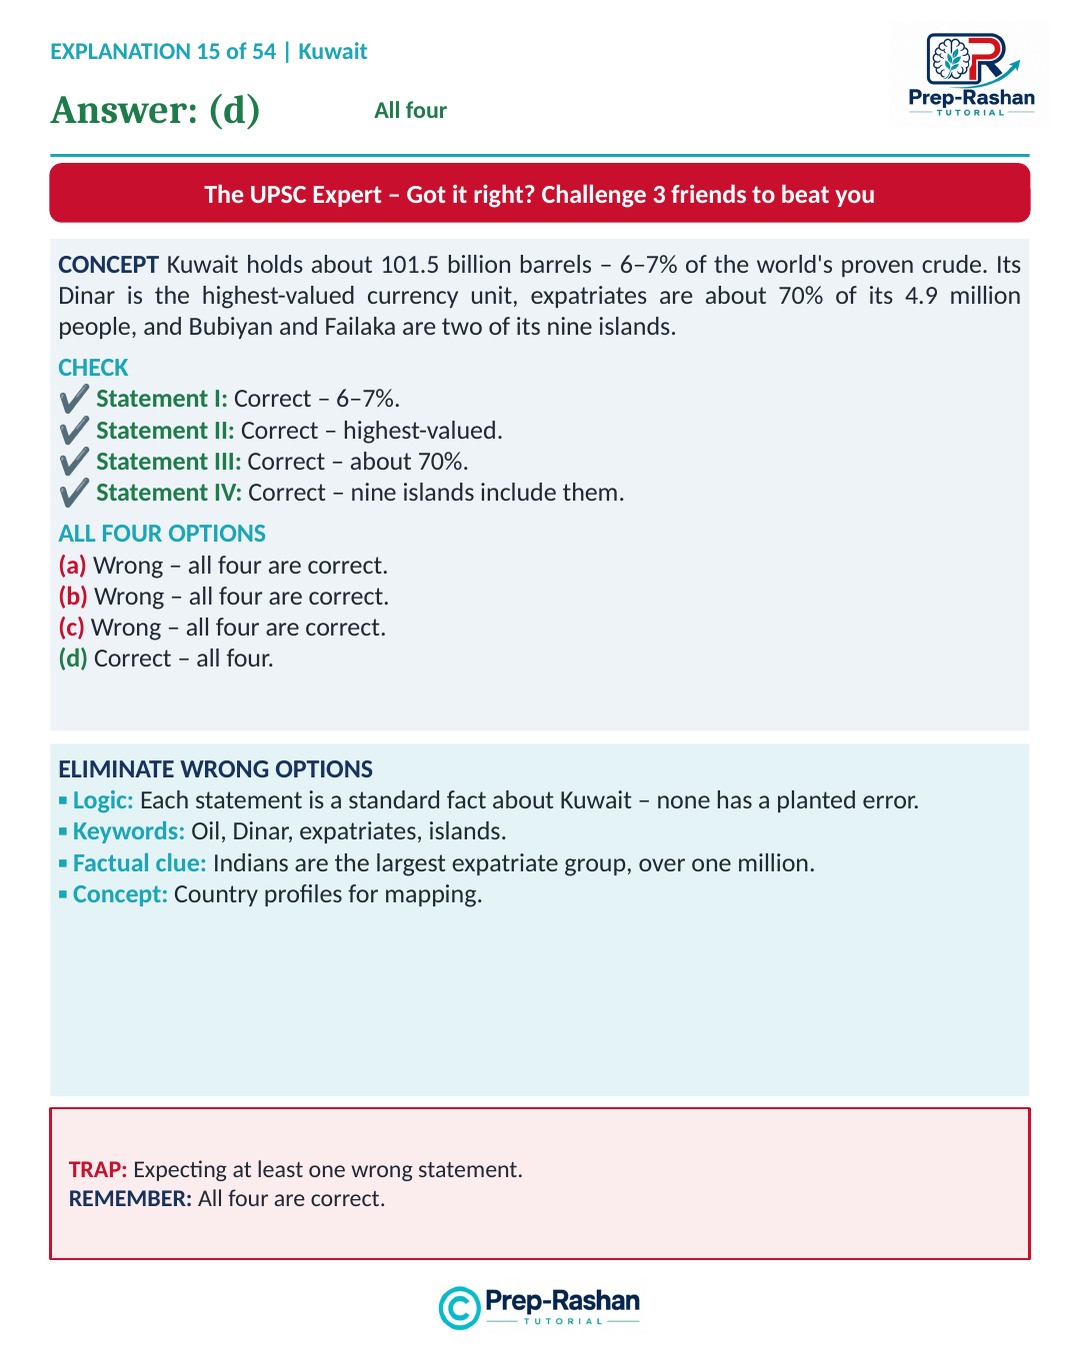 EXPLANATION 15 of 54 | Kuwait
Prep-Rashan
TUTORIAL
Answer: (d) All four
The UPSC Expert – Got it right? Challenge 3 friends to beat you
CONCEPT Kuwait holds about 101.5 billion barrels – 6–7% of the world's proven crude. Its
Dinar is the highest-valued currency unit, expatriates are about 70% of its 4.9 million
people, and Bubiyan and Failaka are two of its nine islands.
CHECK
✔ Statement I: Correct – 6–7%.
✔ Statement II: Correct – highest-valued.
✔ Statement III: Correct – about 70%.
✔ Statement IV: Correct – nine islands include them.
ALL FOUR OPTIONS
(a) Wrong – all four are correct.
(b) Wrong – all four are correct.
(c) Wrong – all four are correct.
(d) Correct – all four.
ELIMINATE WRONG OPTIONS
▪ Logic: Each statement is a standard fact about Kuwait – none has a planted error.
▪ Keywords: Oil, Dinar, expatriates, islands.
▪ Factual clue: Indians are the largest expatriate group, over one million.
▪ Concept: Country profiles for mapping.
TRAP: Expecting at least one wrong statement.
REMEMBER: All four are correct.
© Prep-Rashan
TUTORIAL